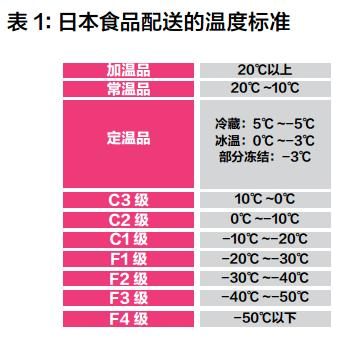 表 1: 日本食品配送的温度标准
加温品 20℃以上
常温品 20℃ ~10℃
定温品
冷藏：5℃ ~-5℃
冰温：0℃ ~-3℃
部分冻结：-3℃
C3 级 10℃ ~0℃
C2 级 0℃ ~-10℃
C1 级 -10℃ ~-20℃
F1 级 -20℃ ~-30℃
F2 级 -30℃ ~-40℃
F3 级 -40℃ ~-50℃
F4 级 -50℃以下